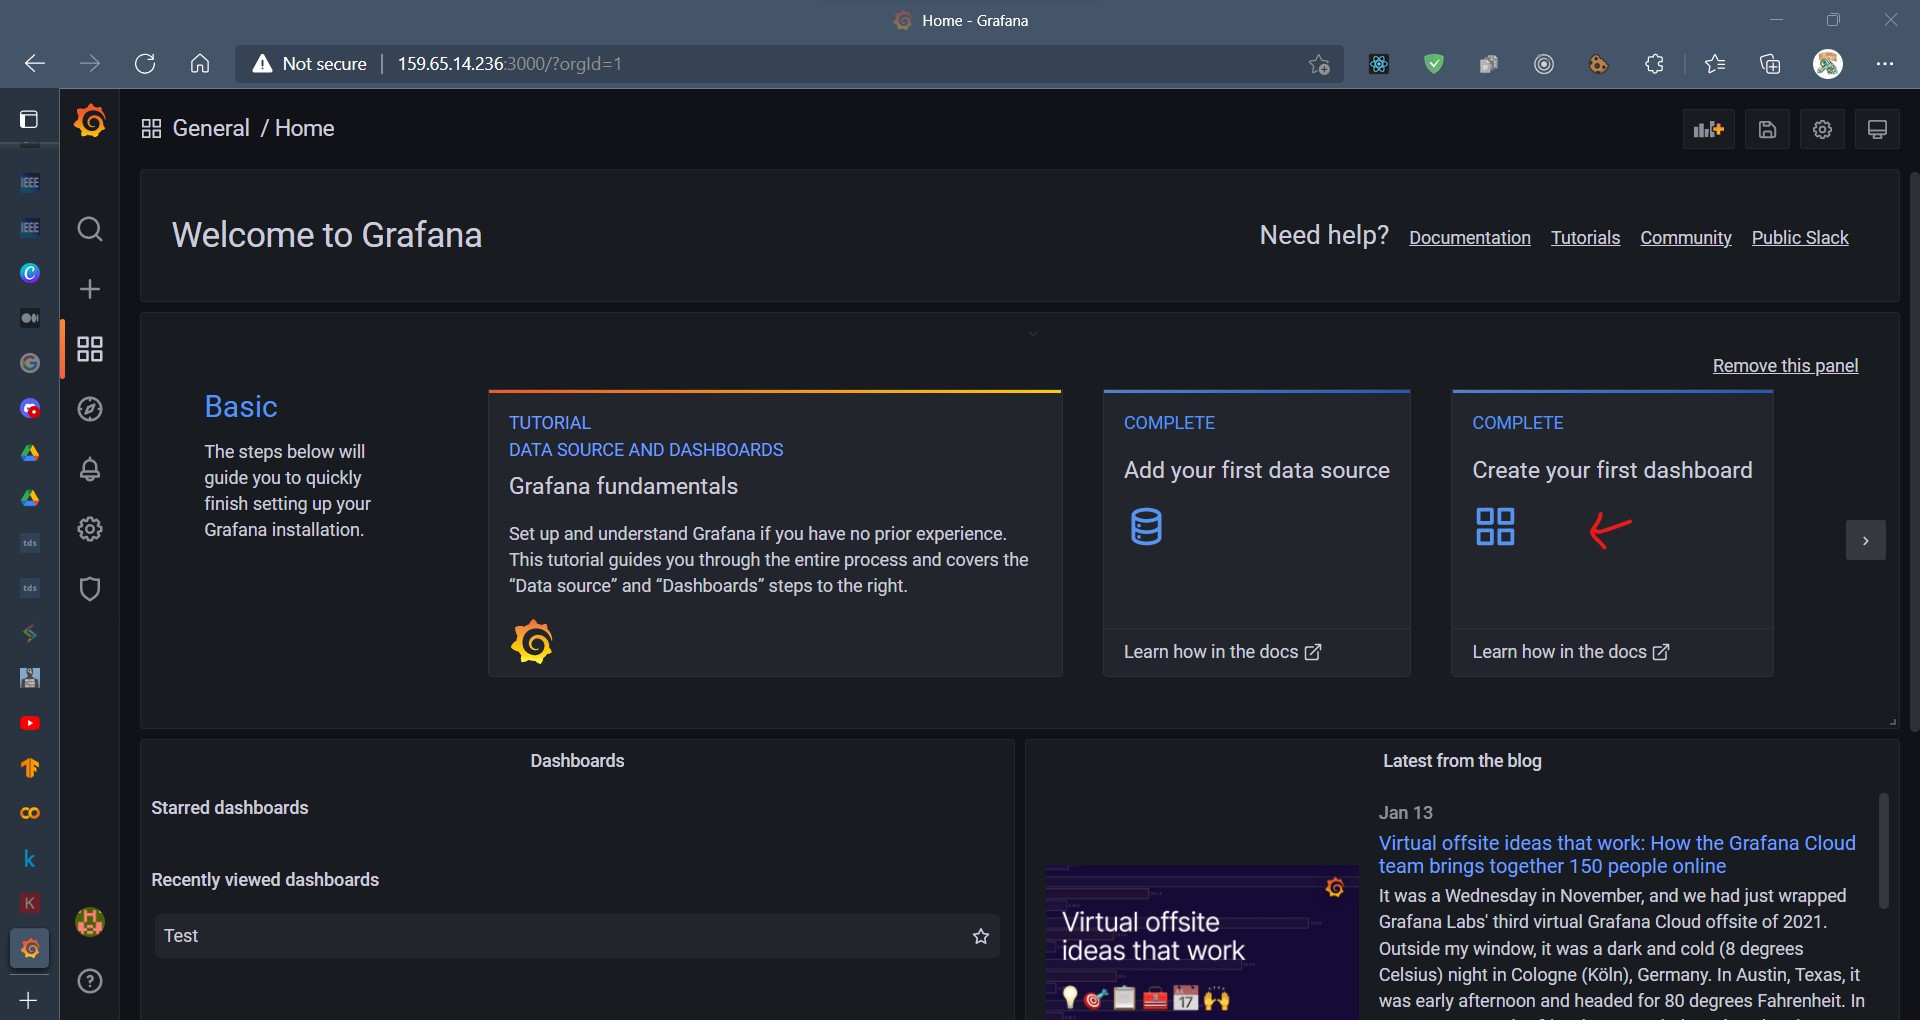 Home - Grafana
Not secure
159.65.14.236:3000/?orgId=1
General / Home
Welcome to Grafana
Need help? Documentation Tutorials Community Public Slack
Remove this panel
Basic
The steps below will
guide you to quickly
finish setting up your
Grafana installation.
TUTORIAL
DATA SOURCE AND DASHBOARDS
Grafana fundamentals
Set up and understand Grafana if you have no prior experience.
This tutorial guides you through the entire process and covers the
“Data source” and “Dashboards” steps to the right.
COMPLETE
Add your first data source
Learn how in the docs
COMPLETE
Create your first dashboard
Learn how in the docs
IEEE
IEEE
tds
tds
k
K
Dashboards
Starred dashboards
Recently viewed dashboards
Test
Latest from the blog
Virtual offsite
ideas that work
17
Jan 13
Virtual offsite ideas that work: How the Grafana Cloud
team brings together 150 people online
It was a Wednesday in November, and we had just wrapped
Grafana Labs' third virtual Grafana Cloud offsite of 2021.
Outside my window, it was a dark and cold (8 degrees
Celsius) night in Cologne (Köln), Germany. In Austin, Texas, it
was early afternoon and headed for 80 degrees Fahrenheit. In